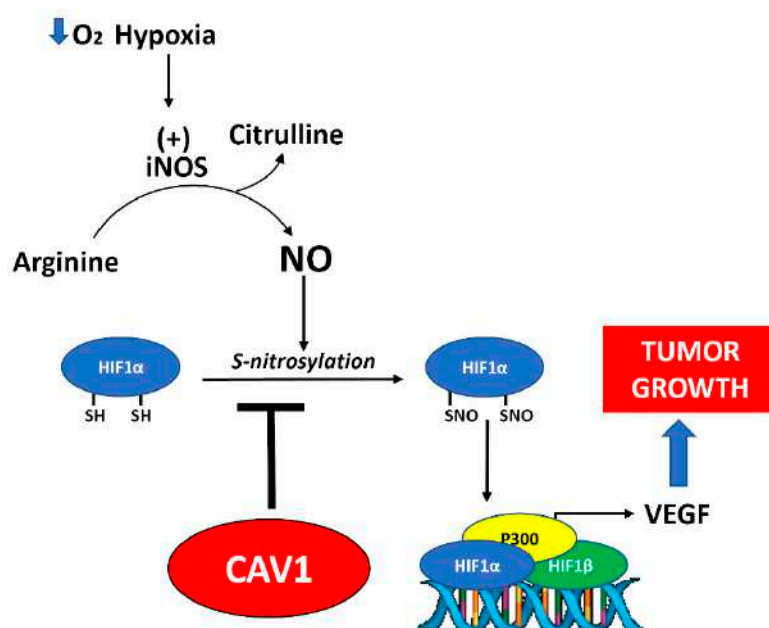 O₂ Hypoxia
(+)
iNOS
Citrulline
Arginine
NO
HIF1α
SH SH
S-nitrosylation
HIF1α
SNO SNO
TUMOR
GROWTH
CAV1
P300
HIF1α
HIF1β
VEGF